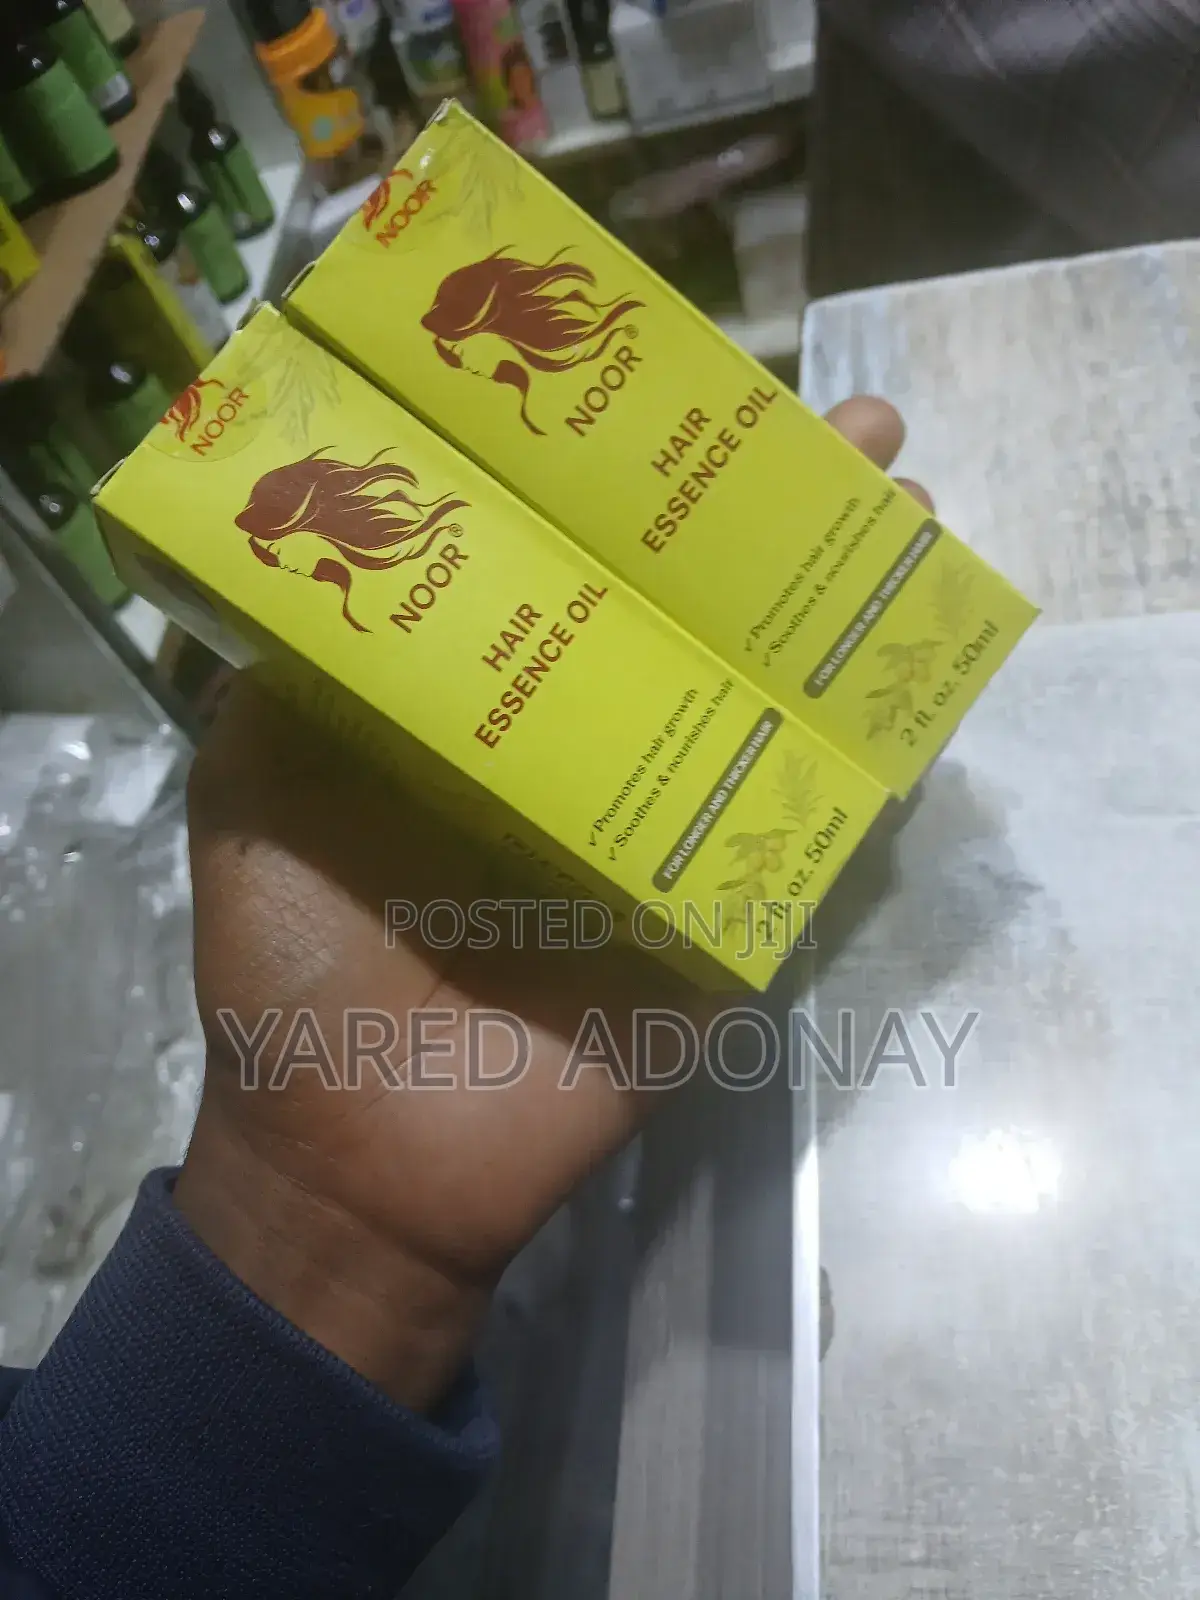 NOOR
NOOR®
HAIR
ESSENCE OIL
✓Promotes hair growth
✓Soothes & nourishes hair
FOR LONGER AND THICKER HAIR
2 fl. oz. 50ml
NOOR
NOOR®
HAIR
ESSENCE OIL
✓Promotes hair growth
✓Soothes & nourishes hair
FOR LONGER AND THICKER HAIR
2 fl. oz. 50ml
POSTED ON JIJI
YARED ADONAY